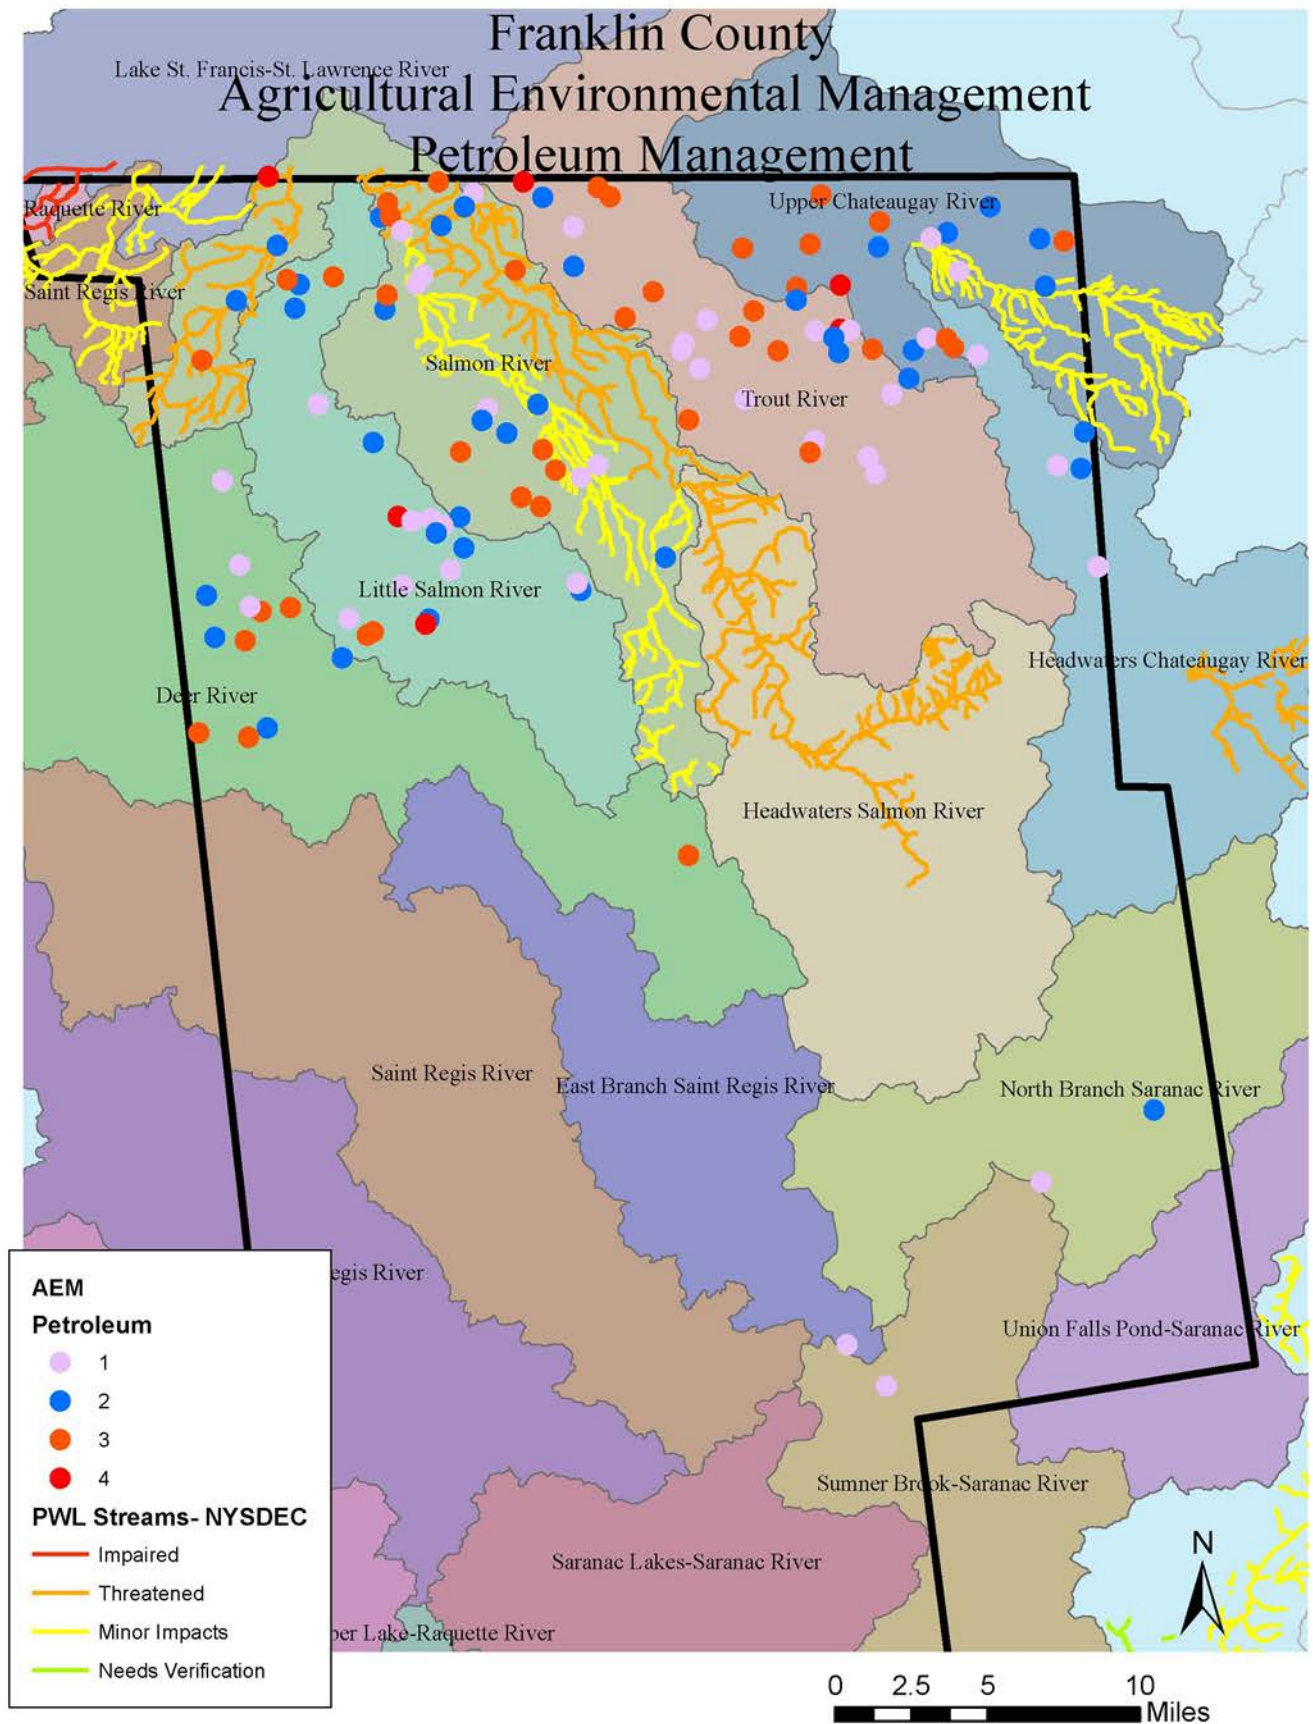 Franklin County
Lake St. Francis-St. Lawrence River
Agricultural Environmental Management
Petroleum Management
Raquette River
Upper Chateaugay River
Saint Regis River
Salmon River
Trout River
Little Salmon River
Headwaters Chateaugay River
Deer River
Headwaters Salmon River
Saint Regis River
East Branch Saint Regis River
North Branch Saranac River
egis River
Union Falls Pond-Saranac River
Sumner Brook-Saranac River
Saranac Lakes-Saranac River
per Lake-Raquette River
AEM
Petroleum
1
2
3
4
PWL Streams- NYSDEC
Impaired
Threatened
Minor Impacts
Needs Verification
N
0 2.5 5 10
Miles